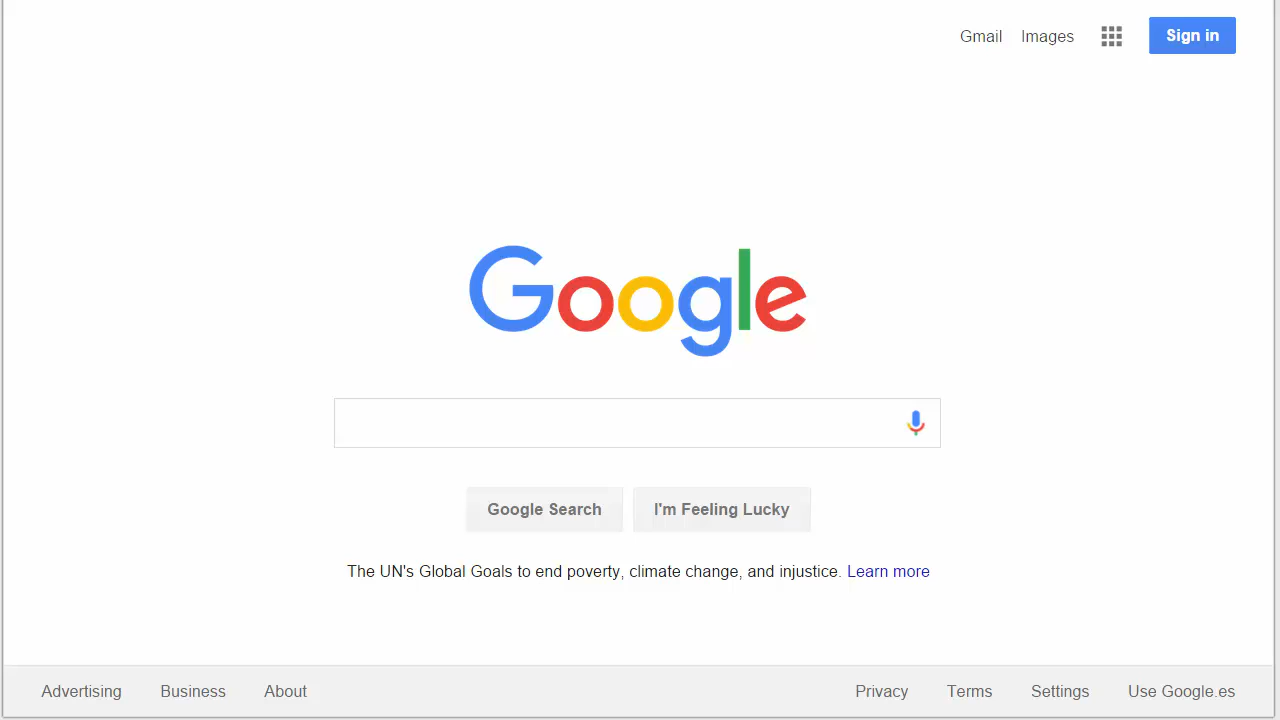 Gmail Images Sign in
Google
Google Search I'm Feeling Lucky
The UN's Global Goals to end poverty, climate change, and injustice. Learn more
Advertising Business About Privacy Terms Settings Use Google.es